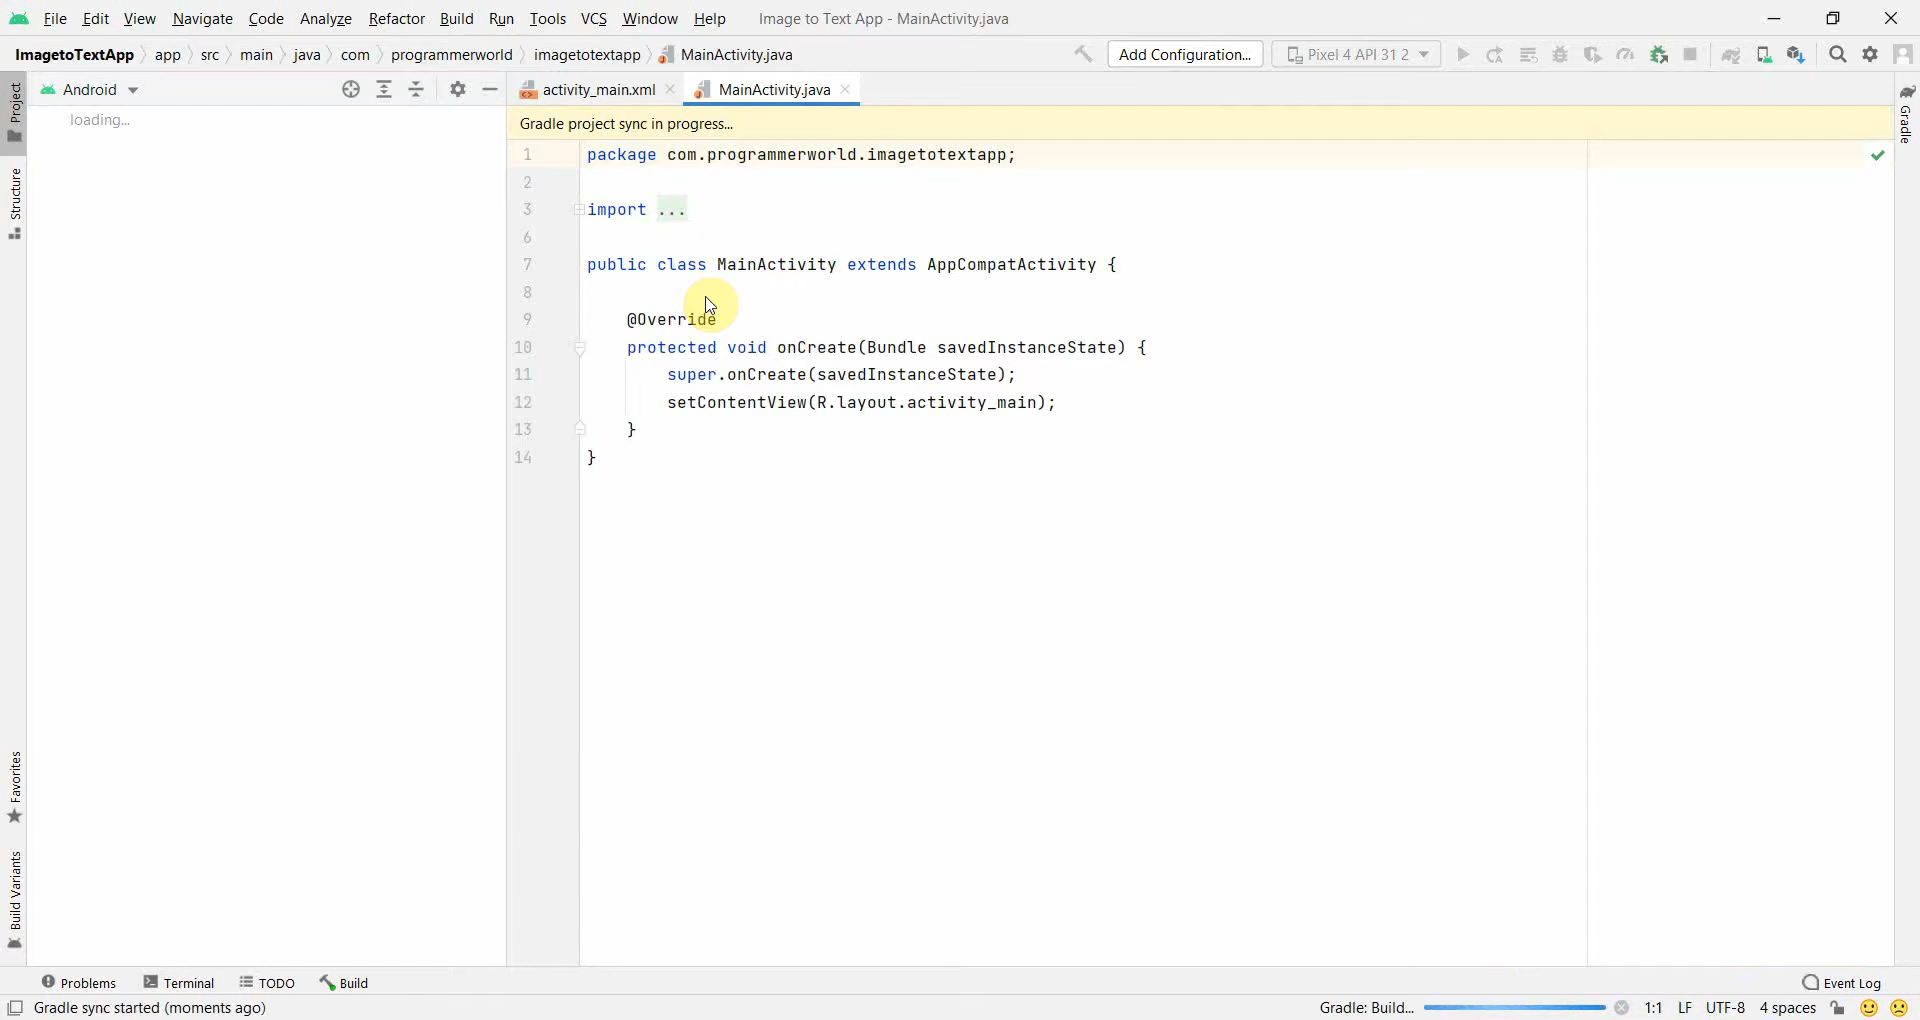 File Edit View Navigate Code Analyze Refactor Build Run Tools VCS Window Help Image to Text App - MainActivity.java
ImagetoTextApp app src main java com programmerworld imagetotextapp MainActivity.java Add Configuration... Pixel 4 API 31 2
Project
Android
activity_main.xml
MainActivity.java
Gradle
loading...
Gradle project sync in progress...
1 package com.programmerworld.imagetotextapp;
2
3 import ...
6
7 public class MainActivity extends AppCompatActivity {
8
9 @Override
10 protected void onCreate(Bundle savedInstanceState) {
11 super.onCreate(savedInstanceState);
12 setContentView(R.layout.activity_main);
13 }
14 }
Structure
Favorites
Build Variants
Problems Terminal TODO Build Event Log
Gradle sync started (moments ago) Gradle: Build... 1:1 LF UTF-8 4 spaces